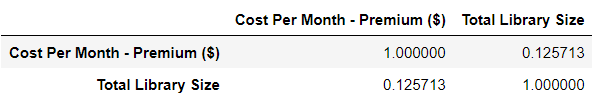 Cost Per Month - Premium ($) Total Library Size
Cost Per Month - Premium ($) 1.000000 0.125713
Total Library Size 0.125713 1.000000